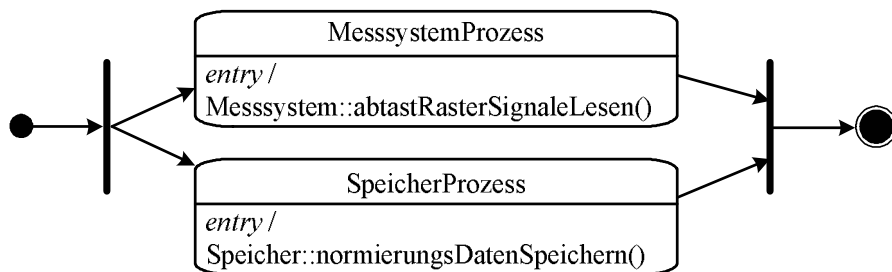 MesssystemProzess
entry /
Messsystem::abtastRasterSignaleLesen()
SpeicherProzess
entry /
Speicher::normierungsDatenSpeichern()